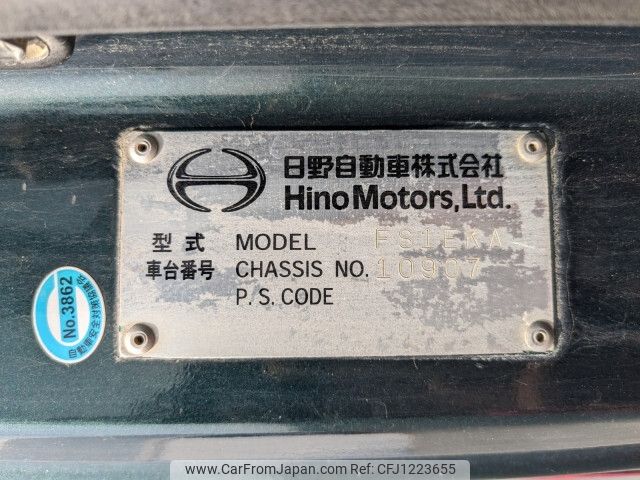 日野自動車株式会社
Hino Motors, Ltd.
型式 MODEL FS1EKA
車台番号 CHASSIS NO. 10907
P.S. CODE
No.3862
www.CarFromJapan.com - CFJ1223655